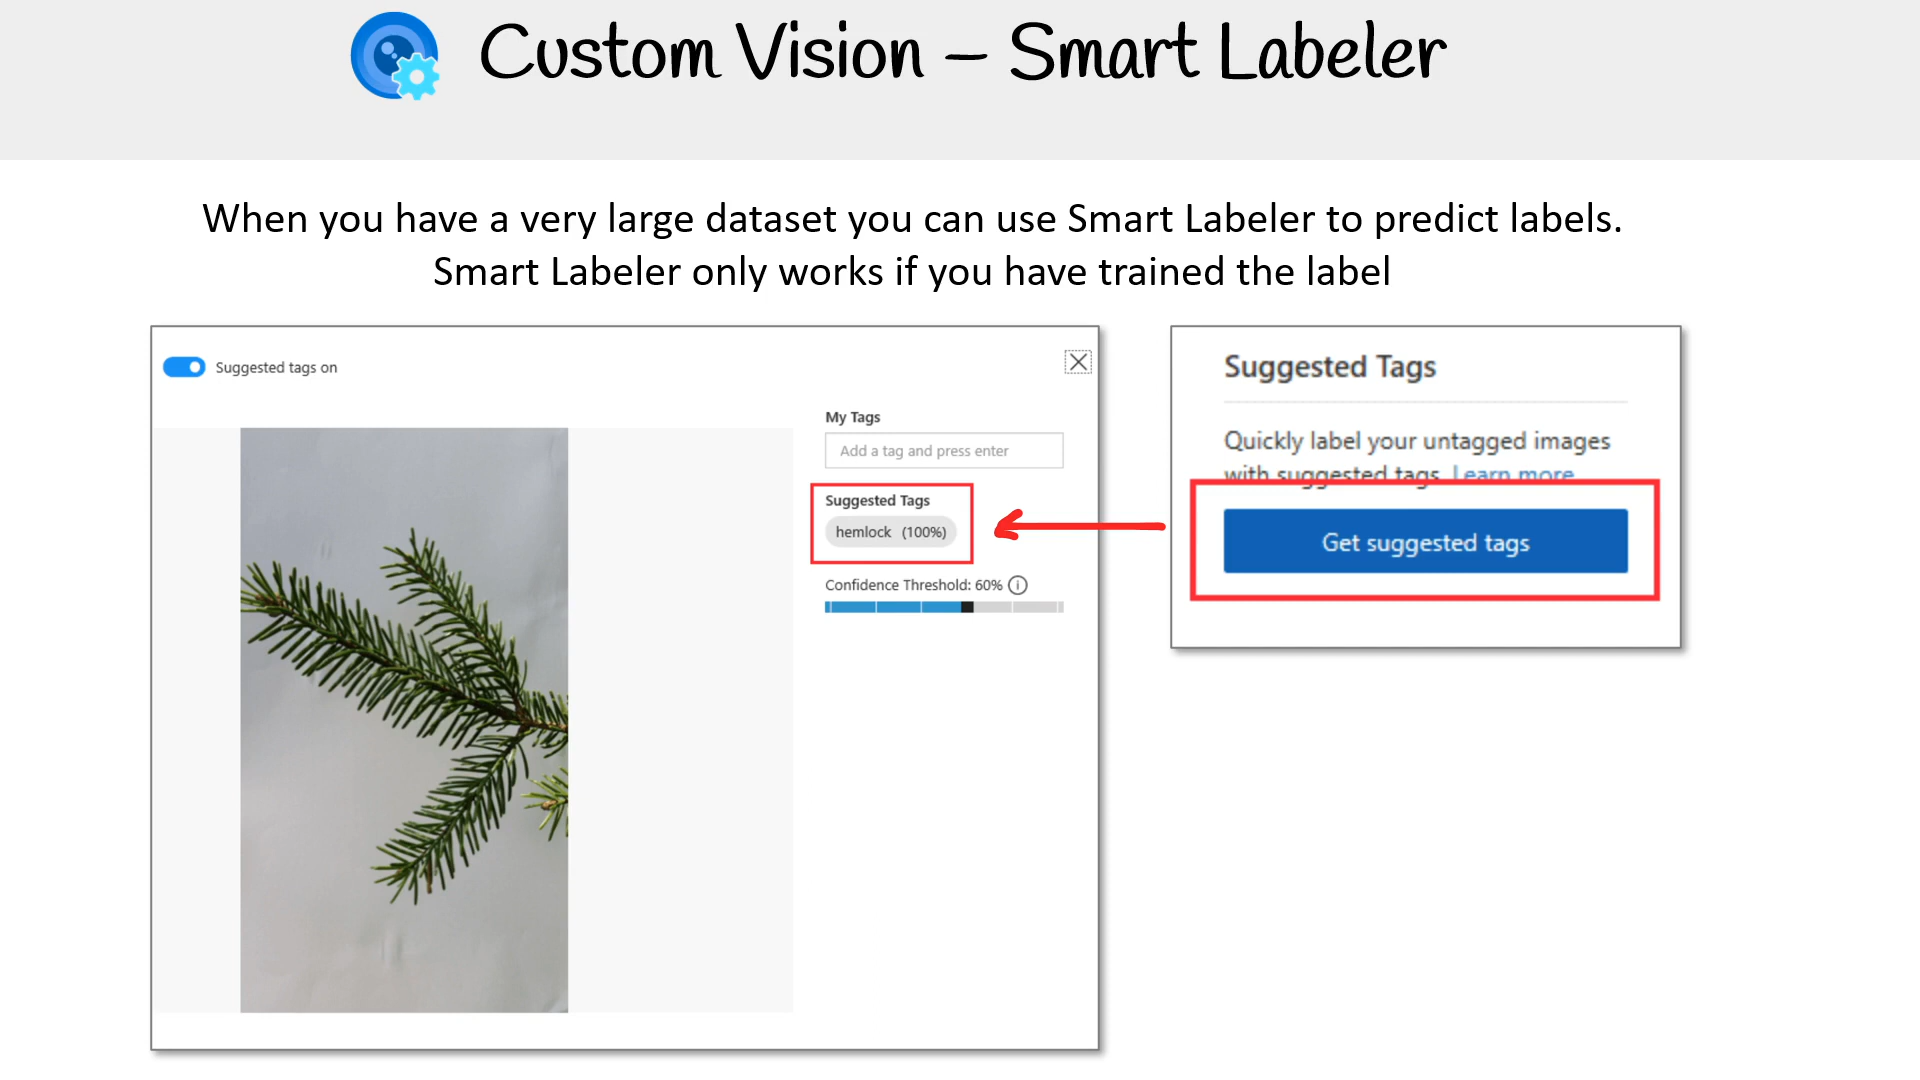 Custom Vision – Smart Labeler
When you have a very large dataset you can use Smart Labeler to predict labels.
Smart Labeler only works if you have trained the label
Suggested tags on
My Tags
Add a tag and press enter
Suggested Tags
hemlock (100%)
Confidence Threshold: 60%
Suggested Tags
Quickly label your untagged images
with suggested tags. Learn more
Get suggested tags